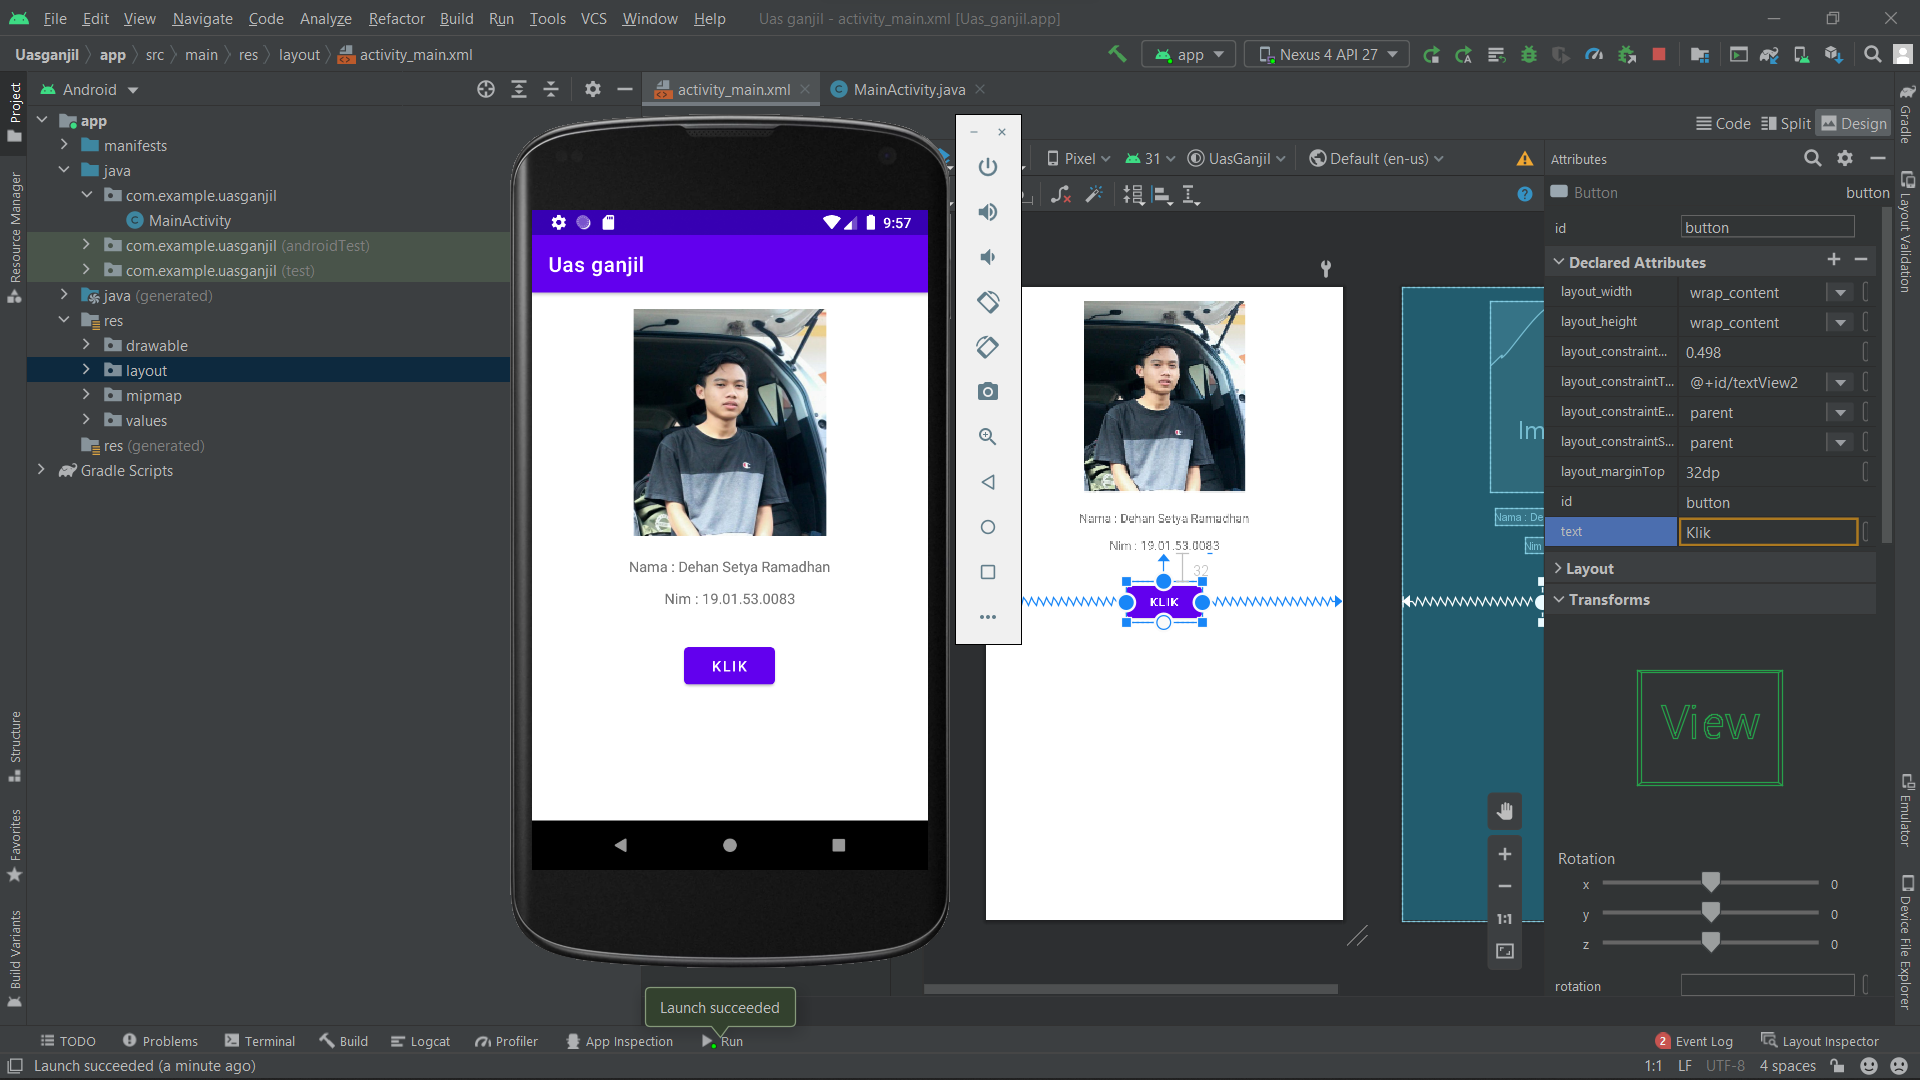 File Edit View Navigate Code Analyze Refactor Build Run Tools VCS Window Help Uas ganjil - activity_main.xml [Uas_ganjil.app]
Uasganjil app src main res layout activity_main.xml
app Nexus 4 API 27
Android
activity_main.xml MainActivity.java
app
manifests
java
com.example.uasganjil
MainActivity
com.example.uasganjil (androidTest)
com.example.uasganjil (test)
java (generated)
res
drawable
layout
mipmap
values
res (generated)
Gradle Scripts
Project
Resource Manager
Structure
Favorites
Build Variants
9:57
Uas ganjil
Nama : Dehan Setya Ramadhan
Nim : 19.01.53.0083
KLIK
Code Split Design
Pixel 31 UasGanjil Default (en-us)
Nama : Dehan Setya Ramadhan
Nim : 19.01.53.0083
32
KLIK
Im
Nama : De
Nim
1:1
Attributes
Button button
id button
Declared Attributes
layout_width wrap_content
layout_height wrap_content
layout_constraint... 0.498
layout_constraintT... @+id/textView2
layout_constraintE... parent
layout_constraintS... parent
layout_marginTop 32dp
id button
text Klik
Layout
Transforms
View
Rotation
x 0
y 0
z 0
rotation
Gradle
Layout Validation
Emulator
Device File Explorer
Launch succeeded
TODO Problems Terminal Build Logcat Profiler App Inspection Run 2 Event Log Layout Inspector
Launch succeeded (a minute ago) 1:1 LF UTF-8 4 spaces